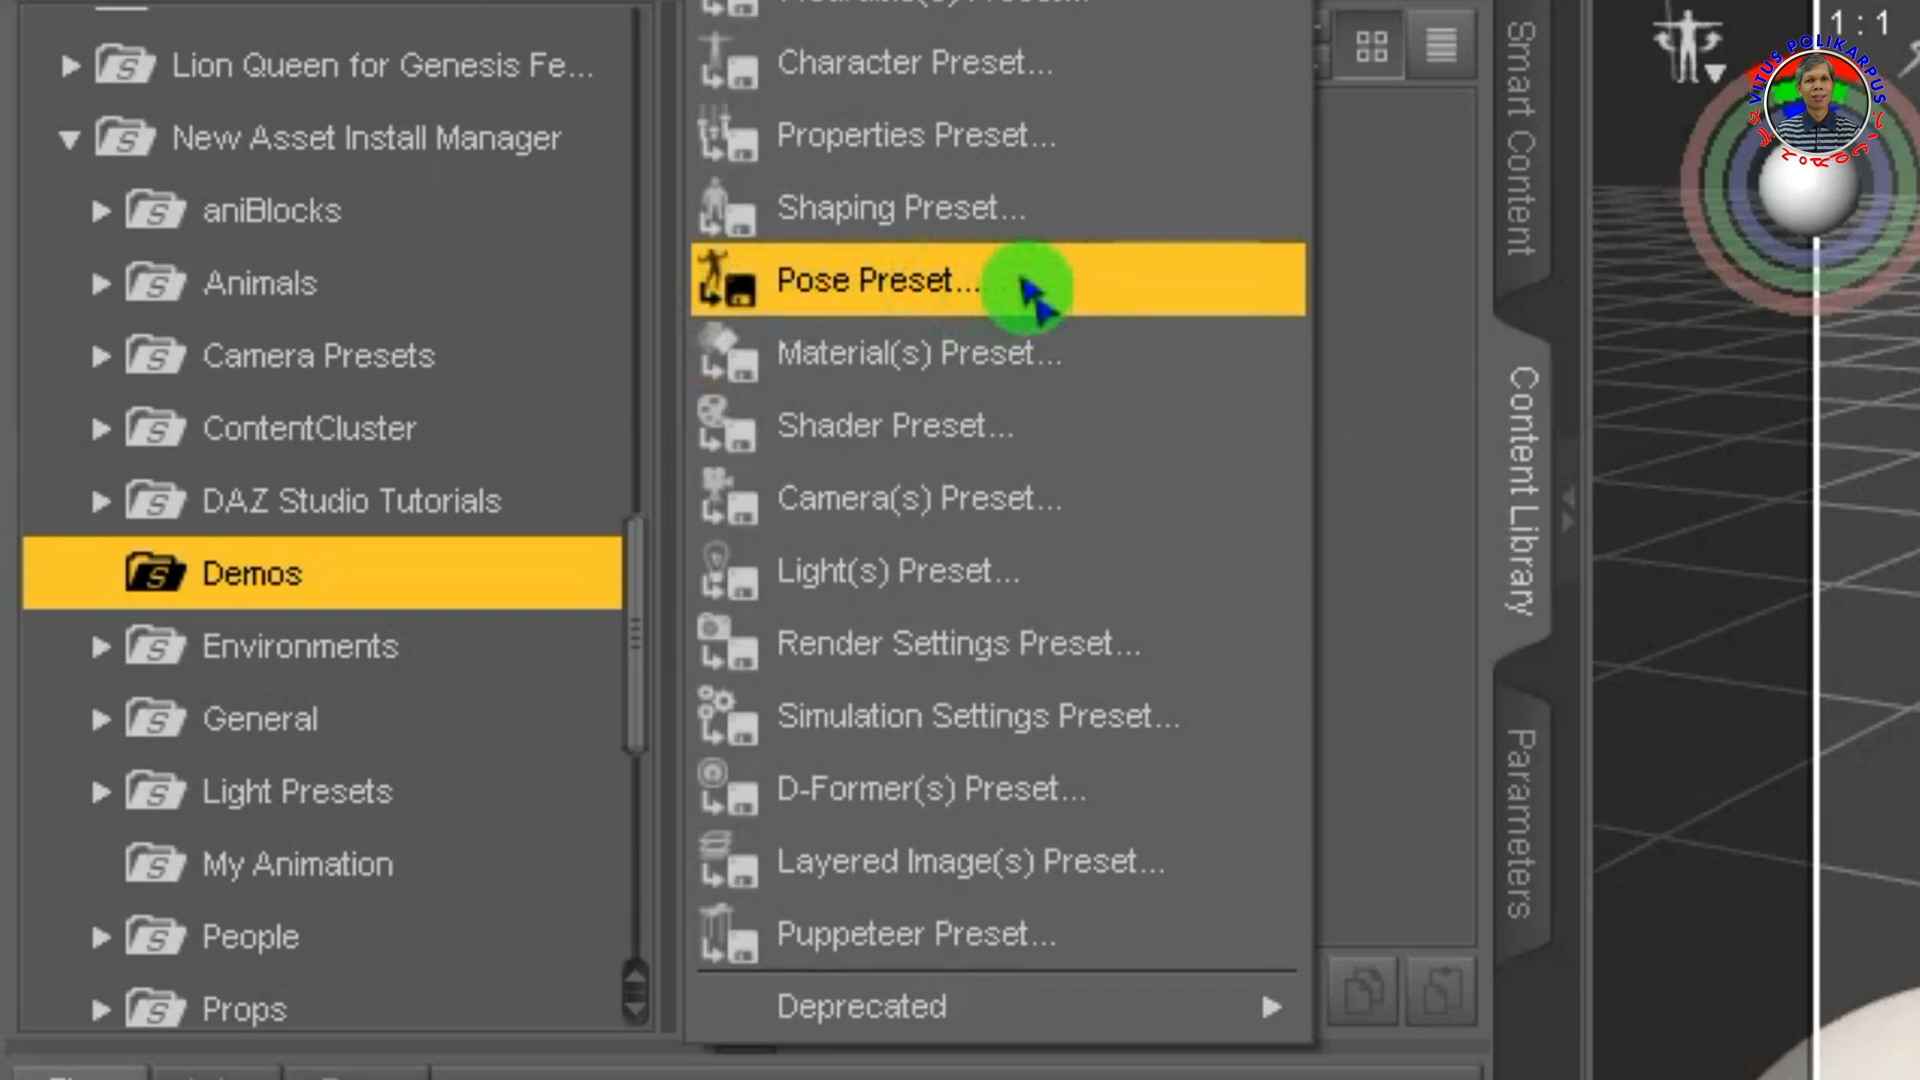 Lion Queen for Genesis Fe...
New Asset Install Manager
aniBlocks
Animals
Camera Presets
ContentCluster
DAZ Studio Tutorials
Demos
Environments
General
Light Presets
My Animation
People
Props
Character Preset...
Properties Preset...
Shaping Preset...
Pose Preset...
Material(s) Preset...
Shader Preset...
Camera(s) Preset...
Light(s) Preset...
Render Settings Preset...
Simulation Settings Preset...
D-Former(s) Preset...
Layered Image(s) Preset...
Puppeteer Preset...
Deprecated
Smart Content
Content Library
Parameters
1 : 1
VITUS POLIKARPUS